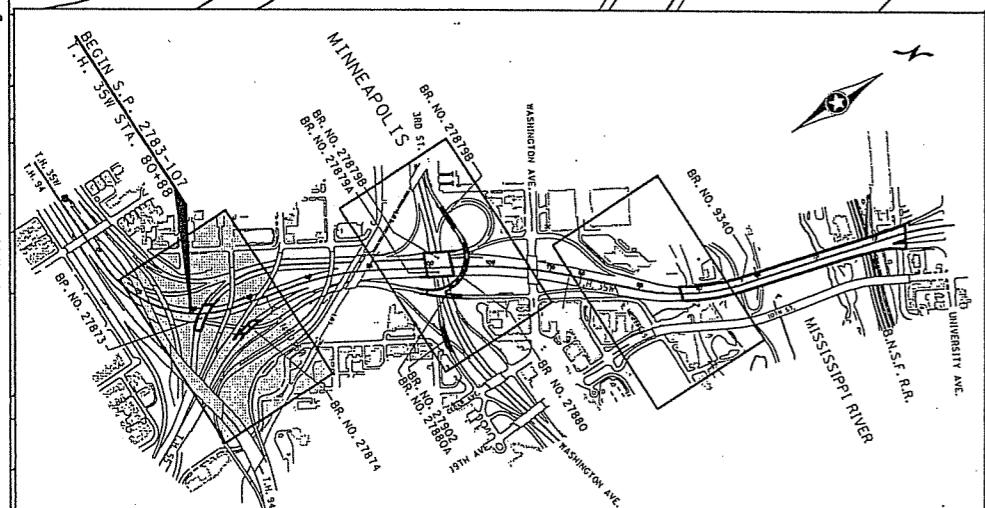 BEGIN S.P. 2783-107
T.H. 35W STA. 80+88
MINNEAPOLIS
BR. NO. 27879B
BR. NO. 27879A
3RD ST.
BR. NO. 27879B
WASHINGTON AVE.
BR. NO. 9340
T.H. 35W
T.H. 94
T.H. 35W
10TH ST.
MISSISSIPPI RIVER
B.N.S.F. R.R.
UNIVERSITY AVE.
BR. NO. 27873
BR. NO. 27874
BR. NO. 27902
BR. NO. 27880A
BR. NO. 27880
19TH AVE.
WASHINGTON AVE.
T.H. 55
T.H. 94